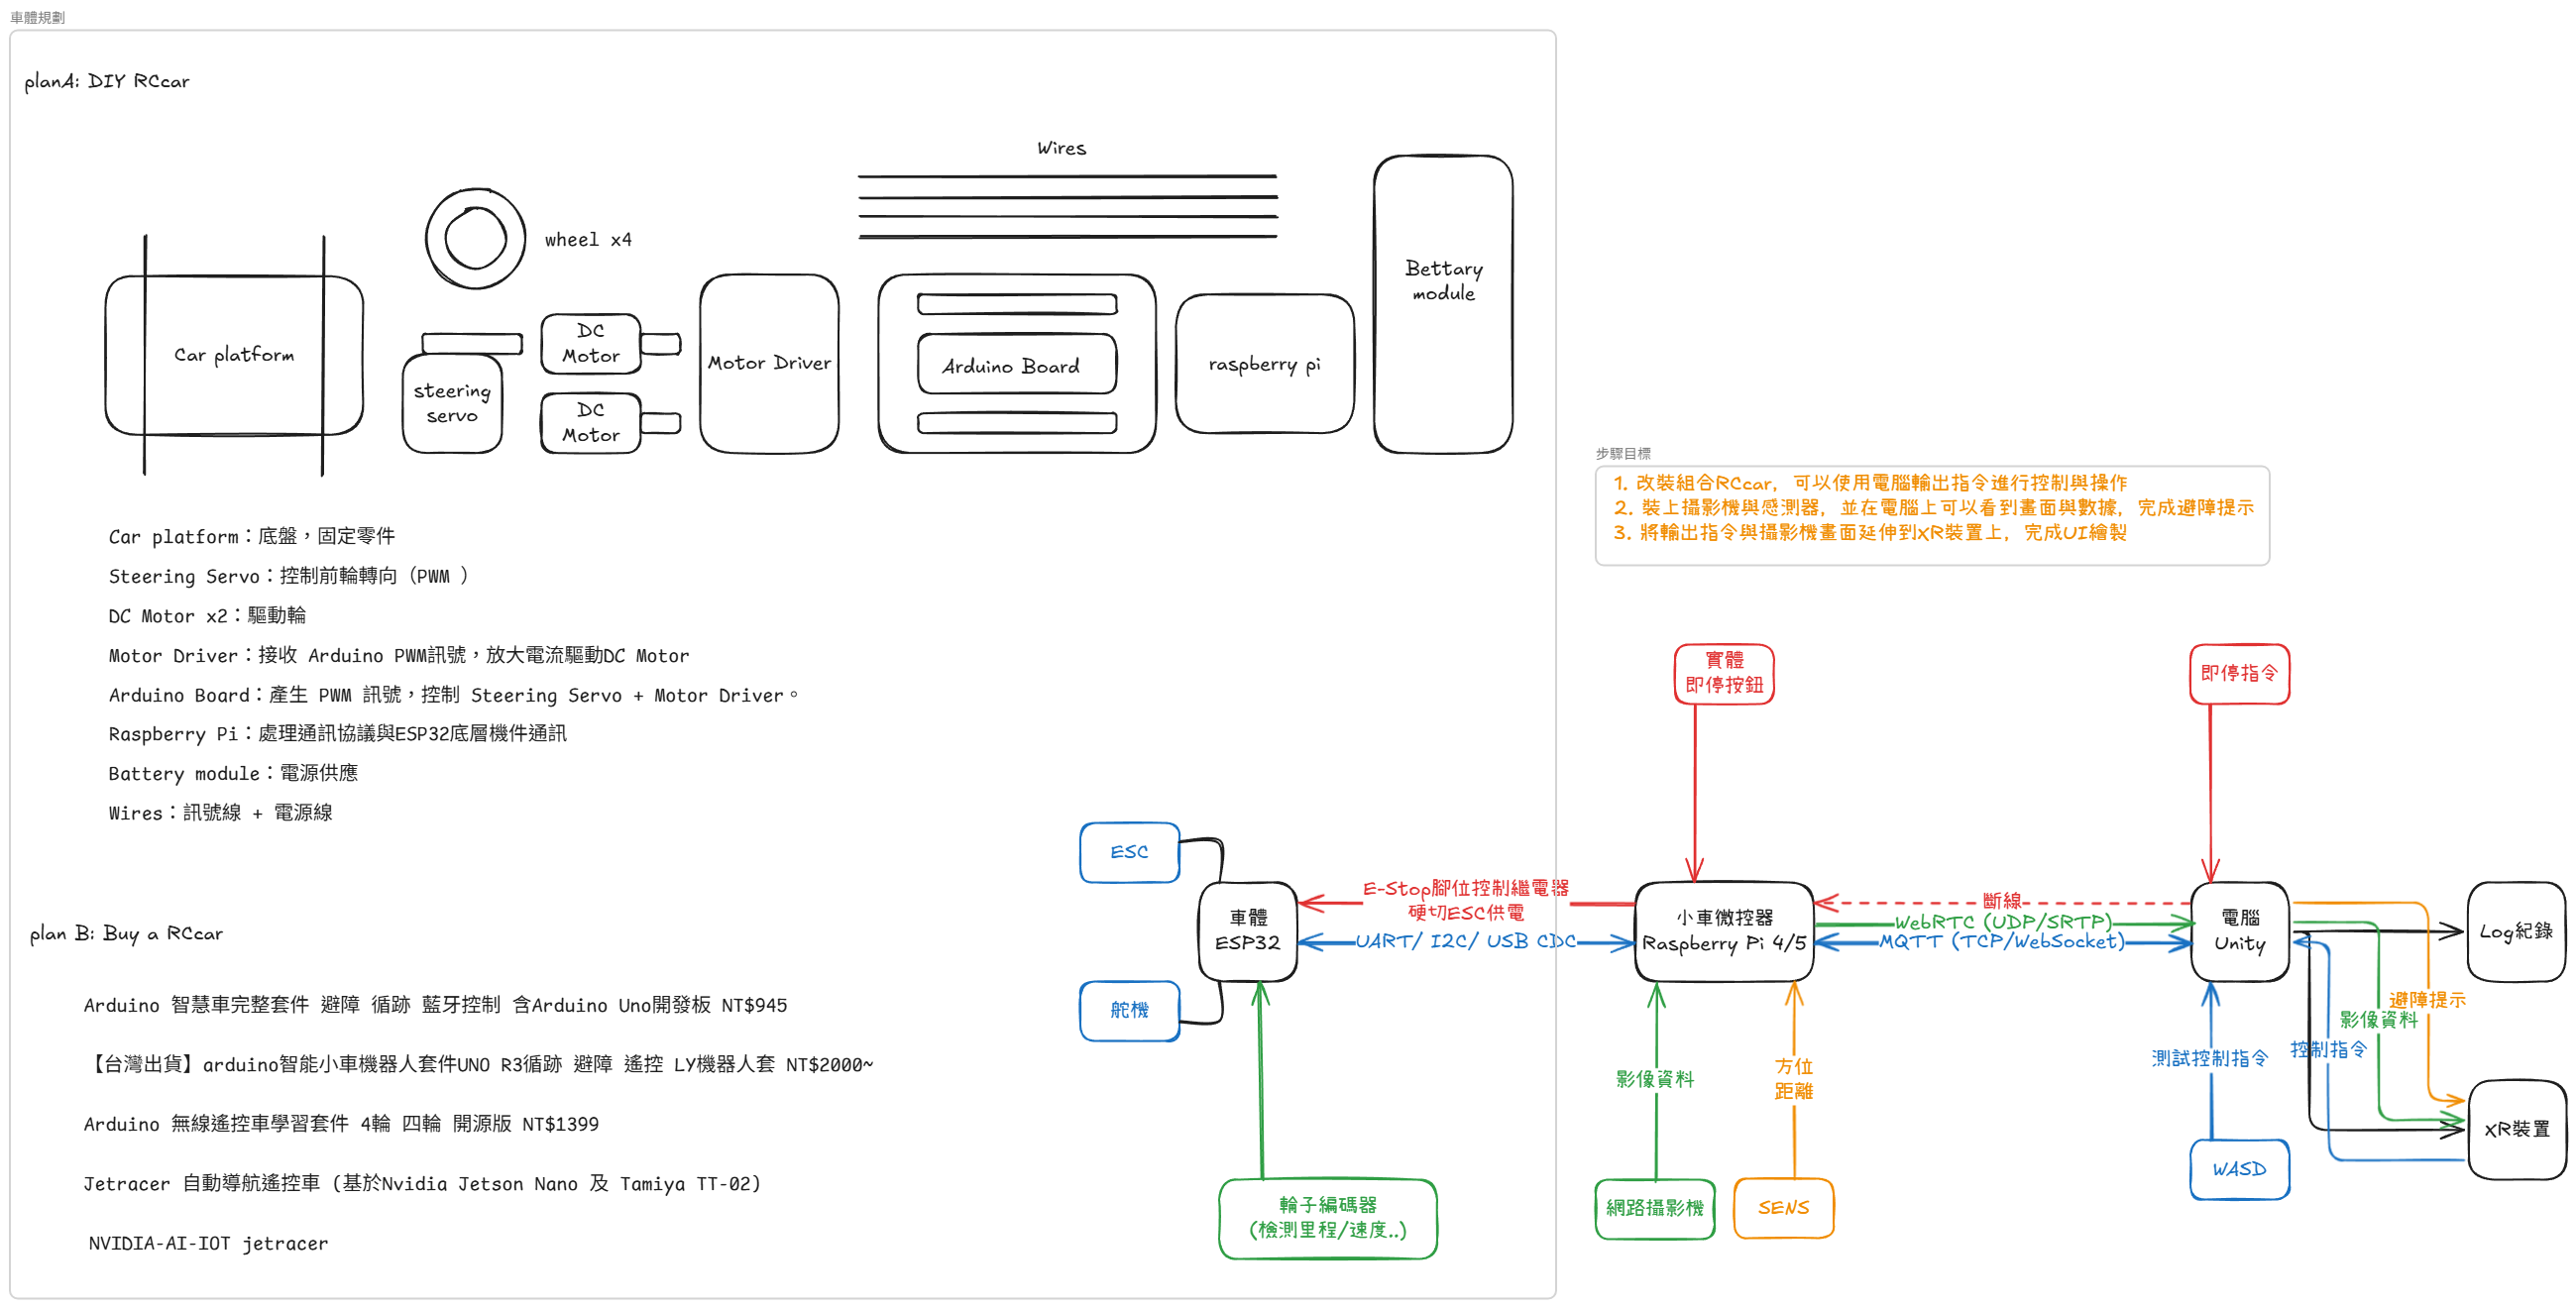 車體規劃
planA: DIY RCcar
Wires
wheel x4
Car platform
steering
servo
DC
Motor
DC
Motor
Motor Driver
Arduino Board
raspberry pi
Bettary
module
Car platform：底盤，固定零件
Steering Servo：控制前輪轉向（PWM ）
DC Motor x2：驅動輪
Motor Driver：接收 Arduino PWM訊號，放大電流驅動DC Motor
Arduino Board：產生 PWM 訊號，控制 Steering Servo + Motor Driver。
Raspberry Pi：處理通訊協議與ESP32底層機件通訊
Battery module：電源供應
Wires：訊號線 + 電源線
plan B: Buy a RCcar
Arduino 智慧車完整套件 避障 循跡 藍牙控制 含Arduino Uno開發板 NT$945
【台灣出貨】arduino智能小車機器人套件UNO R3循跡 避障 遙控 LY機器人套 NT$2000~
Arduino 無線遙控車學習套件 4輪 四輪 開源版 NT$1399
Jetracer 自動導航遙控車 (基於Nvidia Jetson Nano 及 Tamiya TT-02)
NVIDIA-AI-IOT jetracer
步驟目標
1. 改裝組合RCcar，可以使用電腦輸出指令進行控制與操作
2. 裝上攝影機與感測器，並在電腦上可以看到畫面與數據，完成避障提示
3. 將輸出指令與攝影機畫面延伸到XR裝置上，完成UI繪製
實體
即停按鈕
即停指令
ESC
車體
ESP32
舵機
E-Stop腳位控制繼電器
硬切ESC供電
UART/ I2C/ USB CDC
小車微控器
Raspberry Pi 4/5
斷線
WebRTC (UDP/SRTP)
MQTT (TCP/WebSocket)
電腦
Unity
Log紀錄
避障提示
影像資料
控制指令
測試控制指令
XR裝置
WASD
影像資料
方位
距離
網路攝影機
SENS
輪子編碼器
(檢測里程/速度..)